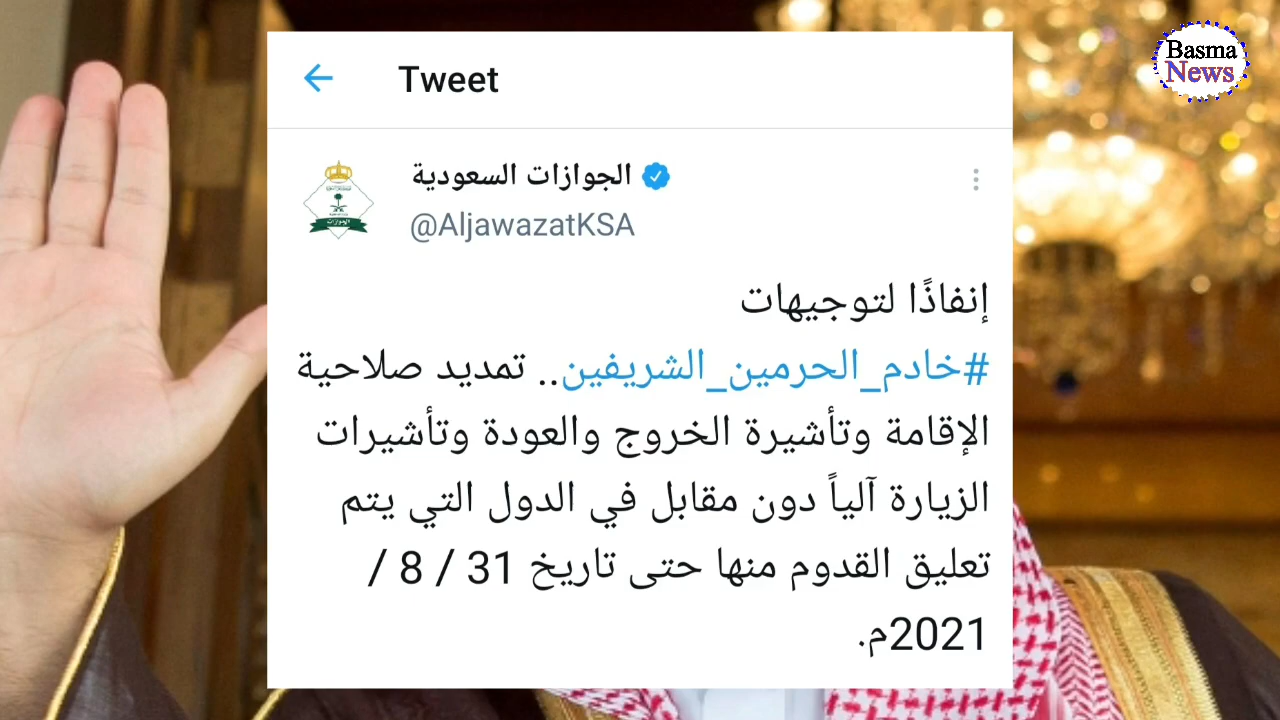 Basma
News
Tweet
الجوازات السعودية
@AljawazatKSA
إنفاذًا لتوجيهات
#خادم_الحرمين_الشريفين.. تمديد صلاحية
الإقامة وتأشيرة الخروج والعودة وتأشيرات
الزيارة آلياً دون مقابل في الدول التي يتم
تعليق القدوم منها حتى تاريخ 31 / 8 /
2021م.